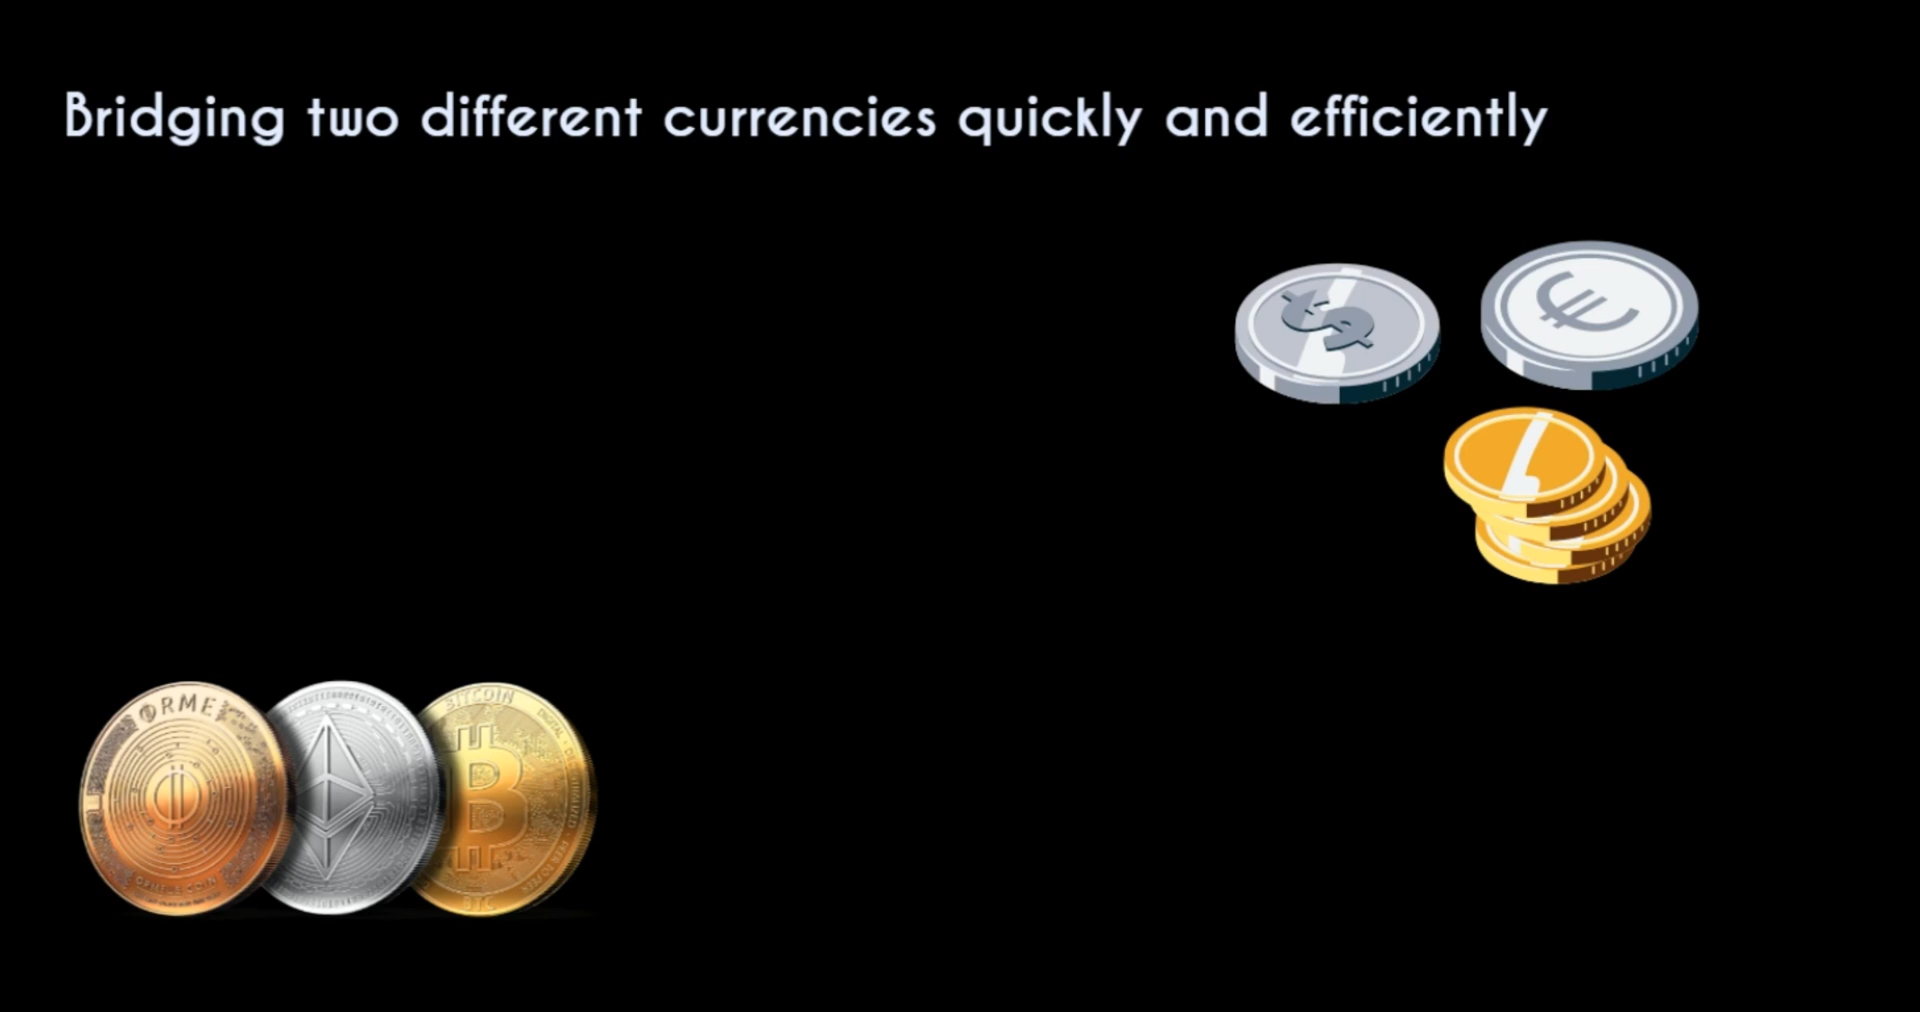 Bridging two different currencies quickly and efficiently
$
€
ORME
BITCOIN
B
BTC